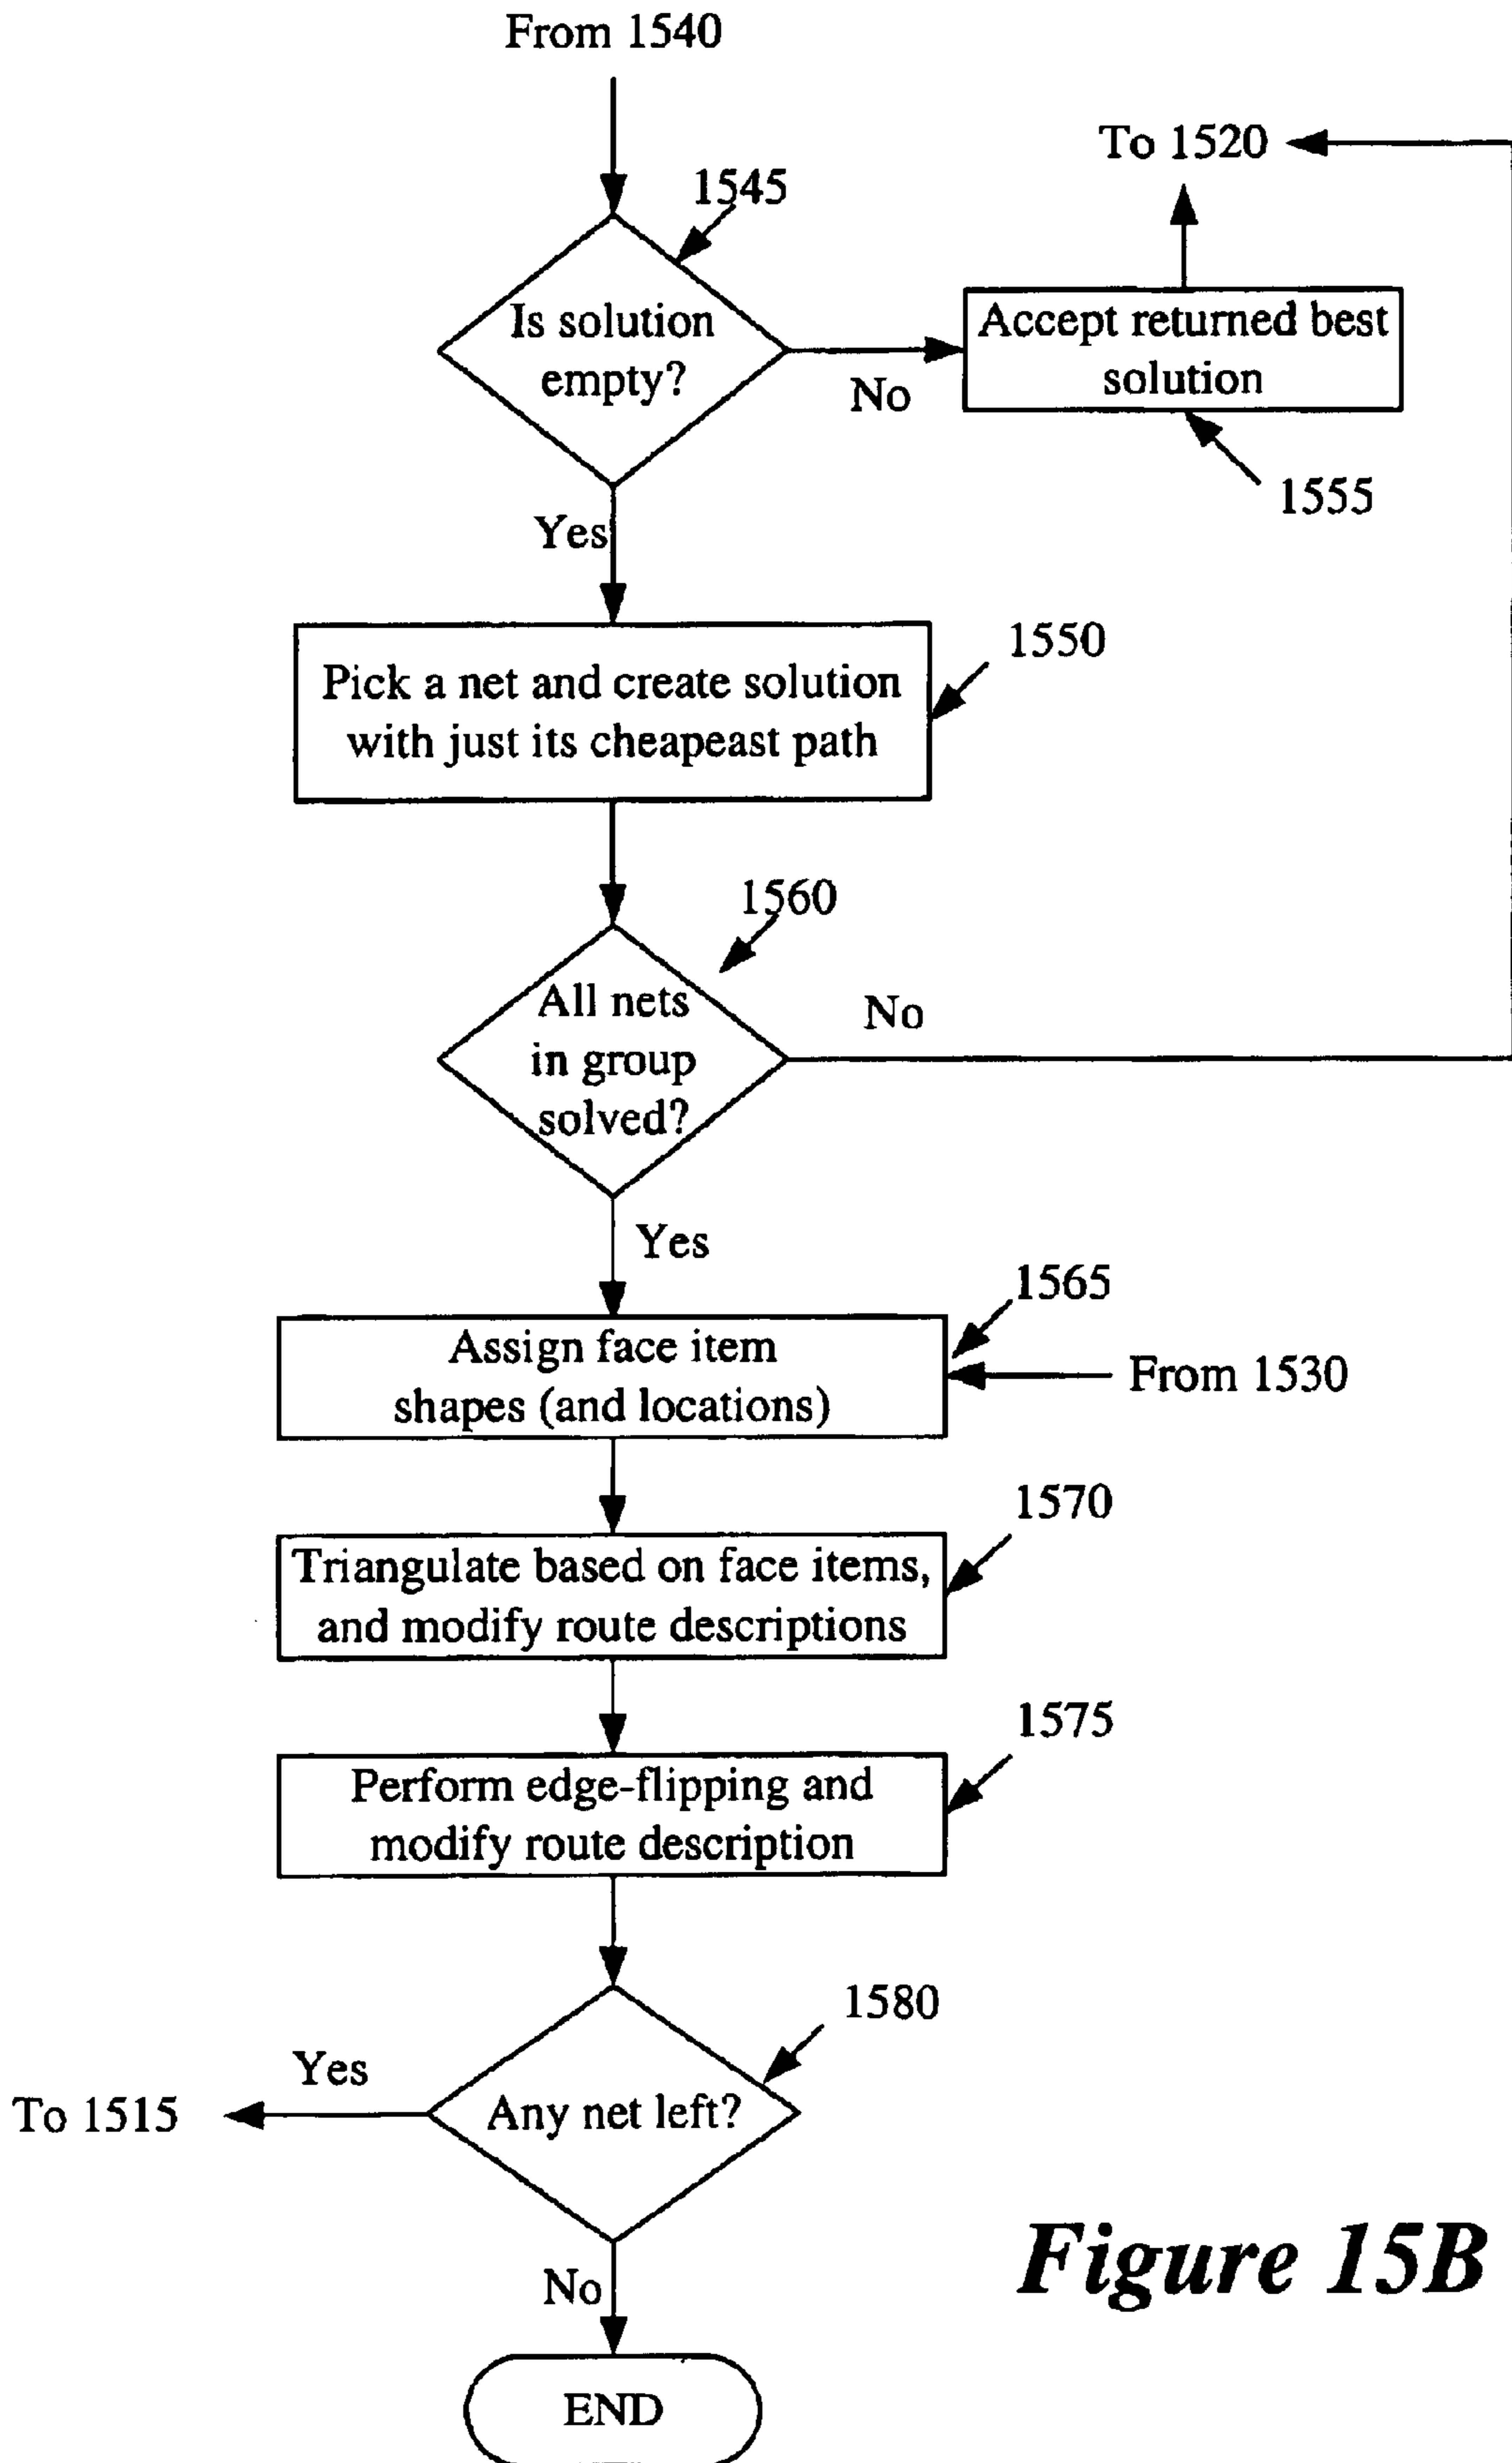 From 1540
To 1520
1545
Is solution
empty?
No
Accept returned best
solution
1555
Yes
1550
Pick a net and create solution
with just its cheapeast path
1560
All nets
in group
solved?
No
Yes
1565
Assign face item
shapes (and locations)
From 1530
1570
Triangulate based on face items,
and modify route descriptions
1575
Perform edge-flipping and
modify route description
1580
Yes
To 1515
Any net left?
No
Figure 15B
END